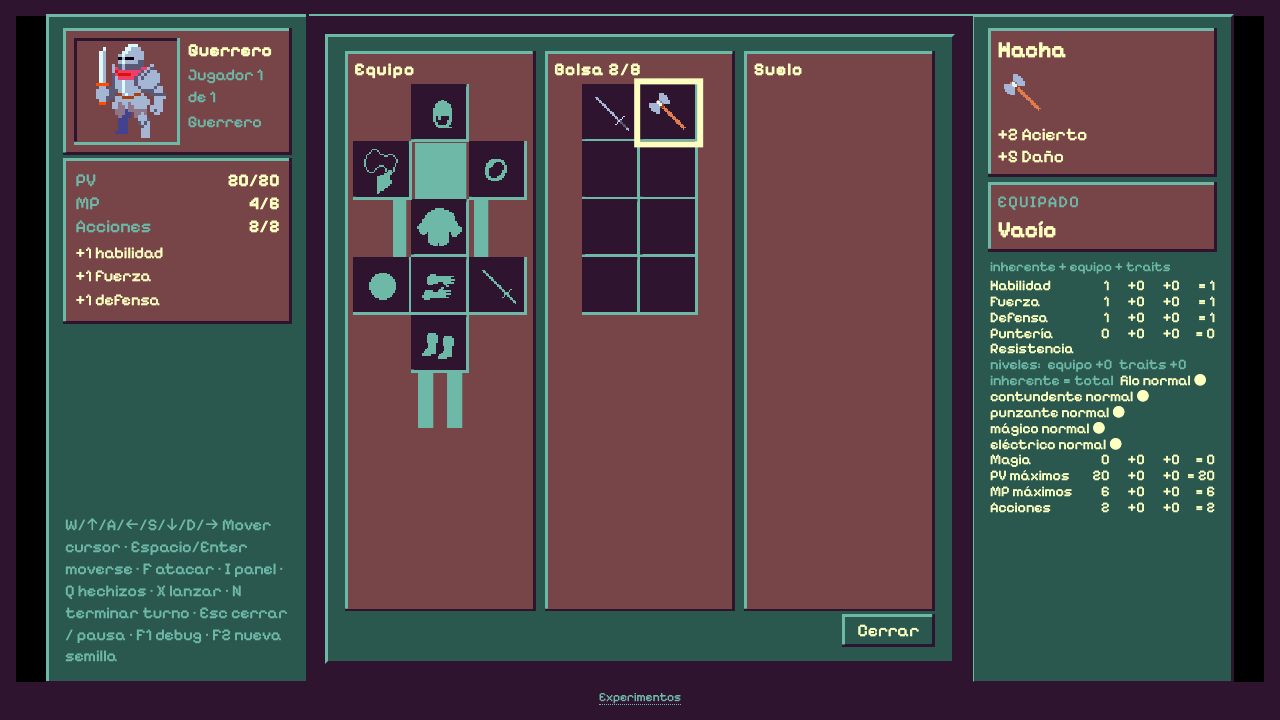 Guerrero
Jugador 1
de 1
Guerrero
PV 20/20
MP 4/6
Acciones 2/2
+1 habilidad
+1 fuerza
+1 defensa
W/↑/A/←/S/↓/D/→ Mover
cursor · Espacio/Enter
moverse · F atacar · I panel ·
Q hechizos · X lanzar · N
terminar turno · Esc cerrar
/ pausa · F1 debug · F2 nueva
semilla
Equipo
Bolsa 2/8
Suelo
Cerrar
Hacha
+2 Acierto
+2 Daño
EQUIPADO
Vacío
inherente + equipo + traits
Habilidad 1 +0 +0 = 1
Fuerza 1 +0 +0 = 1
Defensa 1 +0 +0 = 1
Puntería 0 +0 +0 = 0
Resistencia
niveles: equipo +0 traits +0
inherente = total filo normal
contundente normal
punzante normal
mágico normal
eléctrico normal
Magia 0 +0 +0 = 0
PV máximos 20 +0 +0 = 20
MP máximos 6 +0 +0 = 6
Acciones 2 +0 +0 = 2
Experimentos